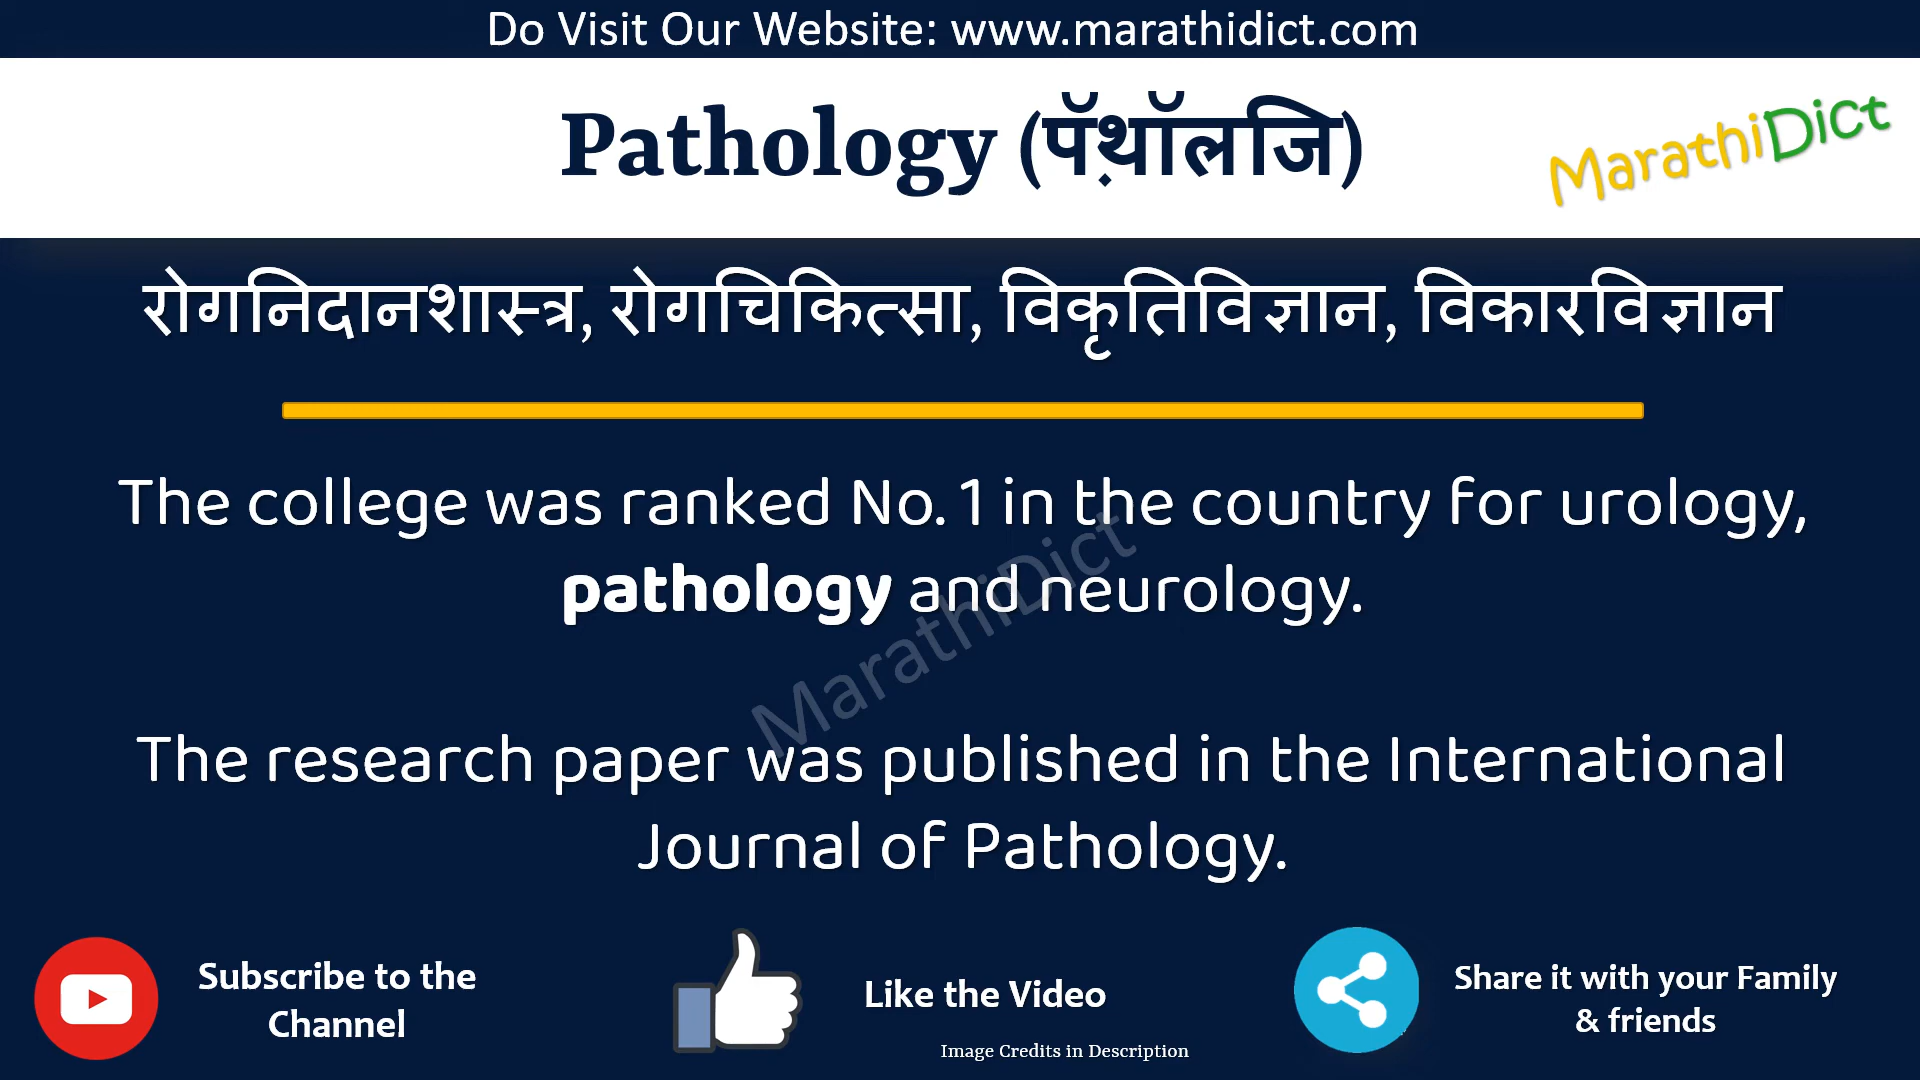 Do Visit Our Website: www.marathidict.com
Pathology (पॅथ़ॉलजि)
MarathiDict
रोगनिदानशास्त्र, रोगचिकित्सा, विकृतिविज्ञान, विकारविज्ञान
The college was ranked No. 1 in the country for urology,
pathology and neurology.
MarathiDict
The research paper was published in the International
Journal of Pathology.
Subscribe to the
Channel
Like the Video
Share it with your Family
& friends
Image Credits in Description